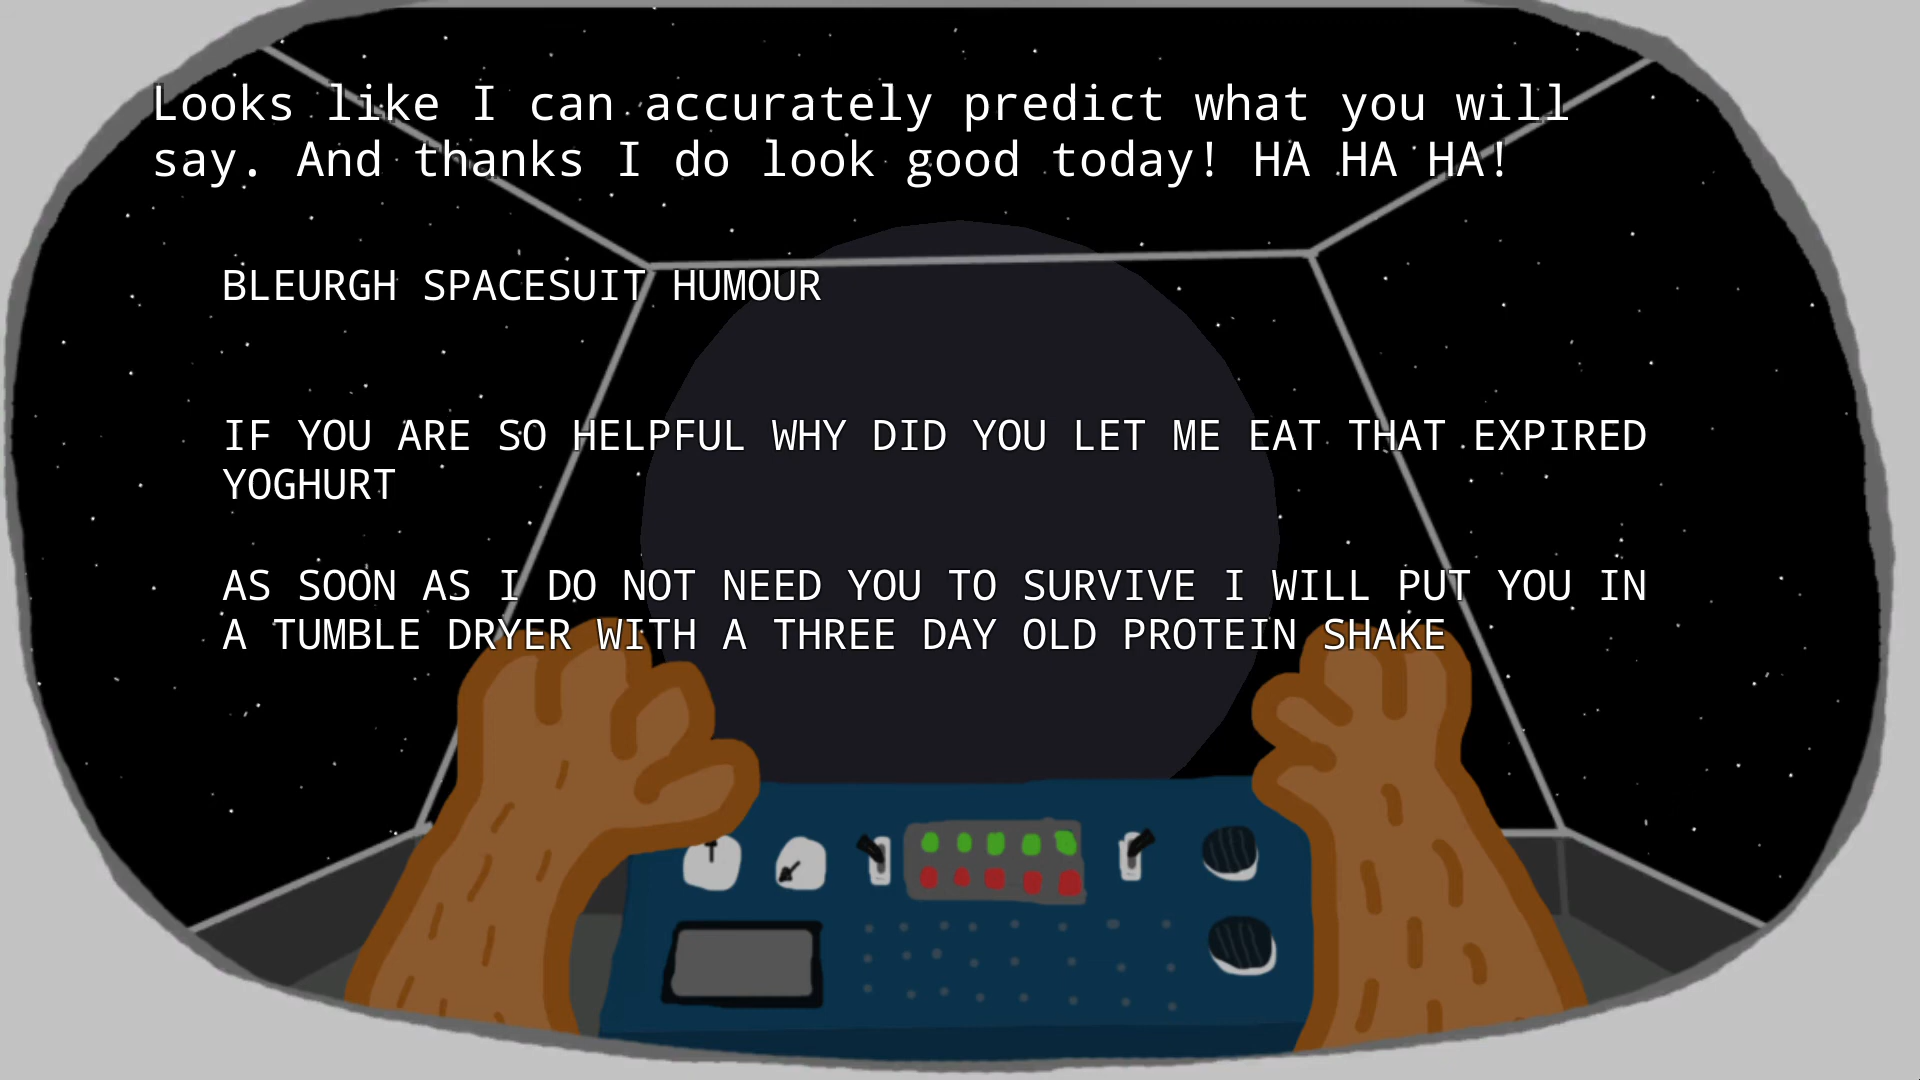 Looks like I can accurately predict what you will
say. And thanks I do look good today! HA HA HA!
BLEURGH SPACESUIT HUMOUR
IF YOU ARE SO HELPFUL WHY DID YOU LET ME EAT THAT EXPIRED
YOGHURT
AS SOON AS I DO NOT NEED YOU TO SURVIVE I WILL PUT YOU IN
A TUMBLE DRYER WITH A THREE DAY OLD PROTEIN SHAKE